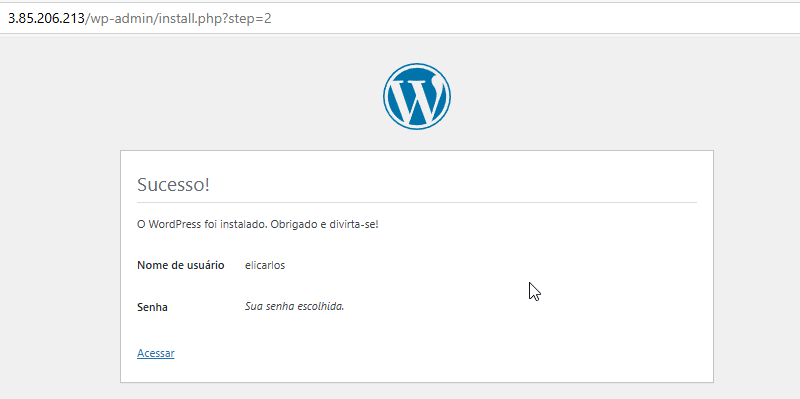 3.85.206.213/wp-admin/install.php?step=2
Sucesso!
O WordPress foi instalado. Obrigado e divirta-se!
Nome de usuário elicarlos
Senha Sua senha escolhida.
Acessar